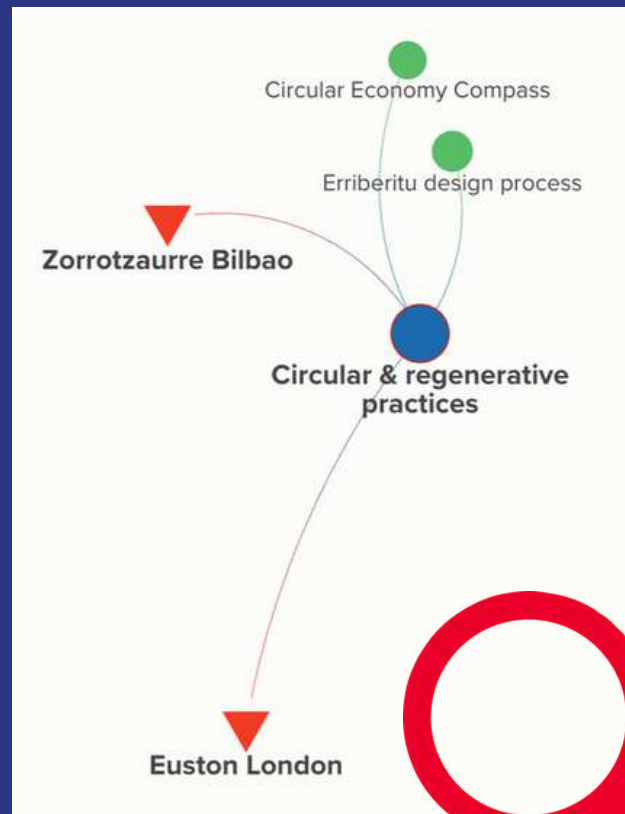 Circular Economy Compass
Erriberitu design process
Zorrotzaurre Bilbao
Circular & regenerative
practices
Euston London